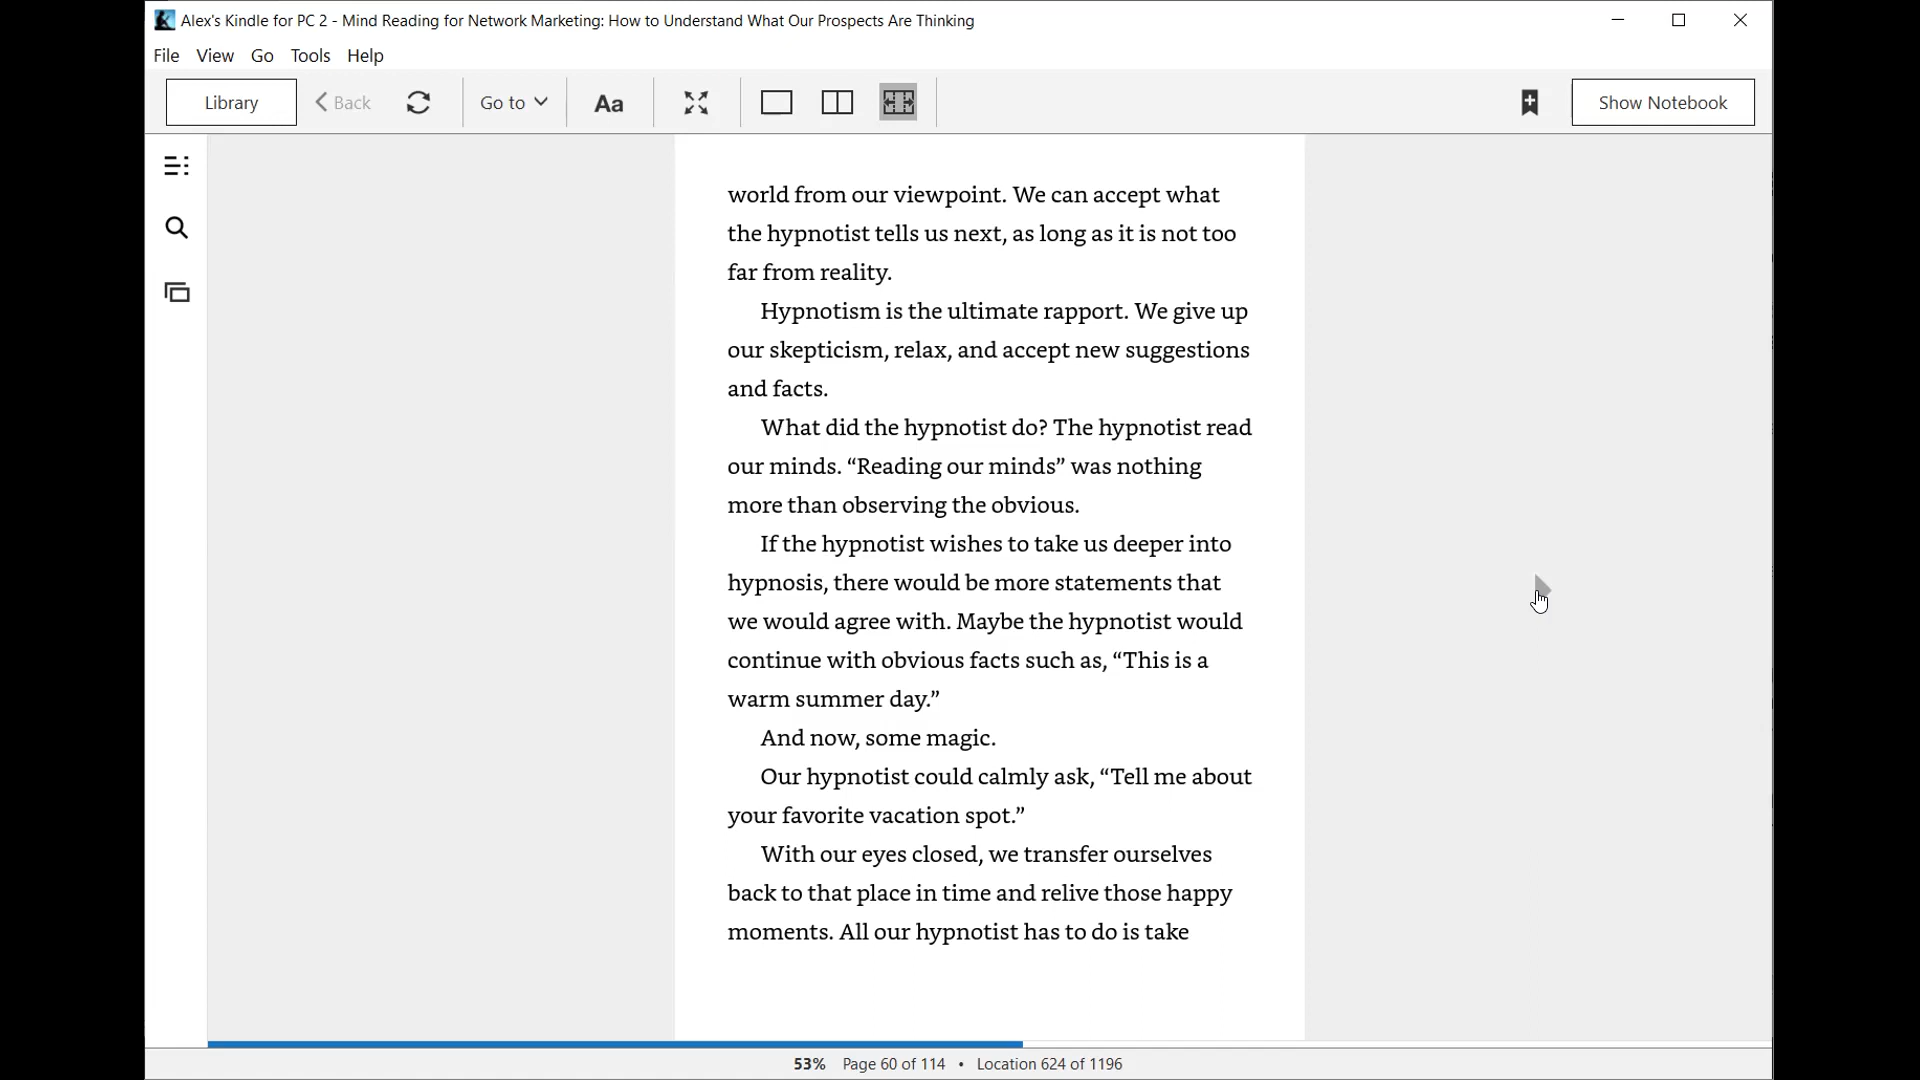 Alex's Kindle for PC 2 - Mind Reading for Network Marketing: How to Understand What Our Prospects Are Thinking
File View Go Tools Help
Library Back Go to Aa Show Notebook
world from our viewpoint. We can accept what
the hypnotist tells us next, as long as it is not too
far from reality.
Hypnotism is the ultimate rapport. We give up
our skepticism, relax, and accept new suggestions
and facts.
What did the hypnotist do? The hypnotist read
our minds. “Reading our minds” was nothing
more than observing the obvious.
If the hypnotist wishes to take us deeper into
hypnosis, there would be more statements that
we would agree with. Maybe the hypnotist would
continue with obvious facts such as, “This is a
warm summer day.”
And now, some magic.
Our hypnotist could calmly ask, “Tell me about
your favorite vacation spot.”
With our eyes closed, we transfer ourselves
back to that place in time and relive those happy
moments. All our hypnotist has to do is take
53% Page 60 of 114 • Location 624 of 1196